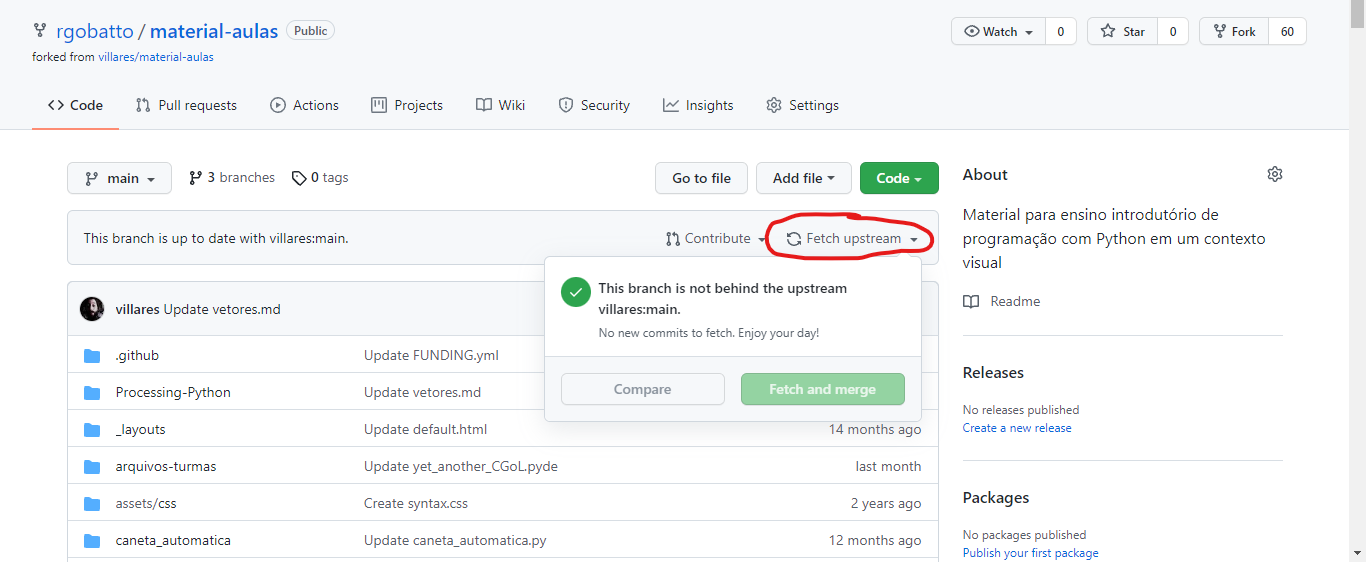 rgobatto / material-aulas Public
Watch 0 Star 0 Fork 60
forked from villares/material-aulas
Code Pull requests Actions Projects Wiki Security Insights Settings
main 3 branches 0 tags Go to file Add file Code
This branch is up to date with villares:main. Contribute Fetch upstream
This branch is not behind the upstream
villares:main.
No new commits to fetch. Enjoy your day!
Compare Fetch and merge
villares Update vetores.md
.github Update FUNDING.yml
Processing-Python Update vetores.md
_layouts Update default.html 14 months ago
arquivos-turmas Update yet_another_CGoL.pyde last month
assets/css Create syntax.css 2 years ago
caneta_automatica Update caneta_automatica.py 12 months ago
About
Material para ensino introdutório de
programação com Python em um contexto
visual
Readme
Releases
No releases published
Create a new release
Packages
No packages published
Publish your first package